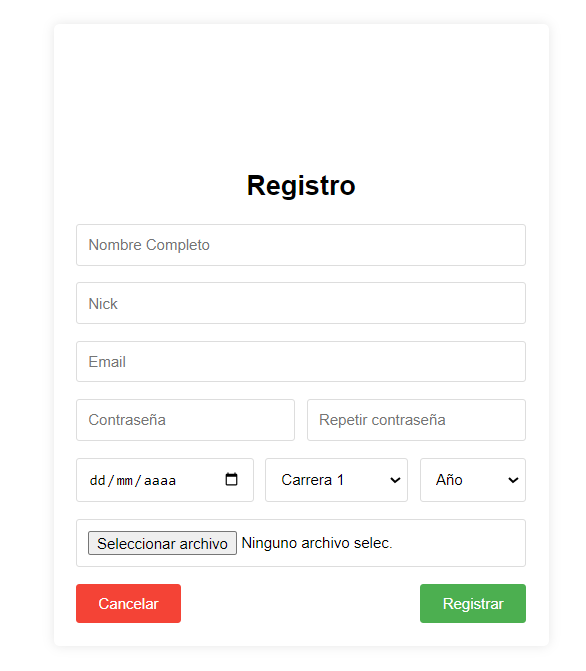 Registro
Nombre Completo
Nick
Email
Contraseña Repetir contraseña
dd/mm/aaaa Carrera 1 Año
Seleccionar archivo Ninguno archivo selec.
Cancelar Registrar